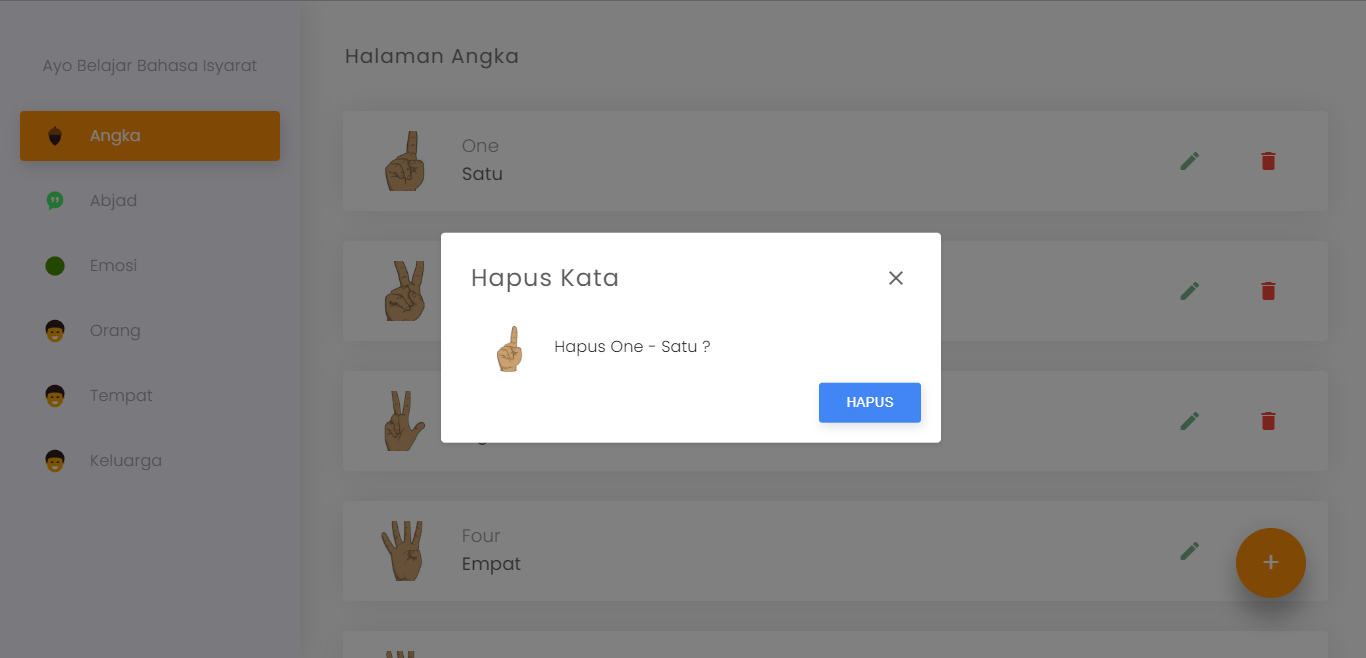 Ayo Belajar Bahasa Isyarat
Angka
Abjad
Emosi
Orang
Tempat
Keluarga
Halaman Angka
One
Satu
Hapus Kata
Hapus One - Satu ?
HAPUS
Four
Empat